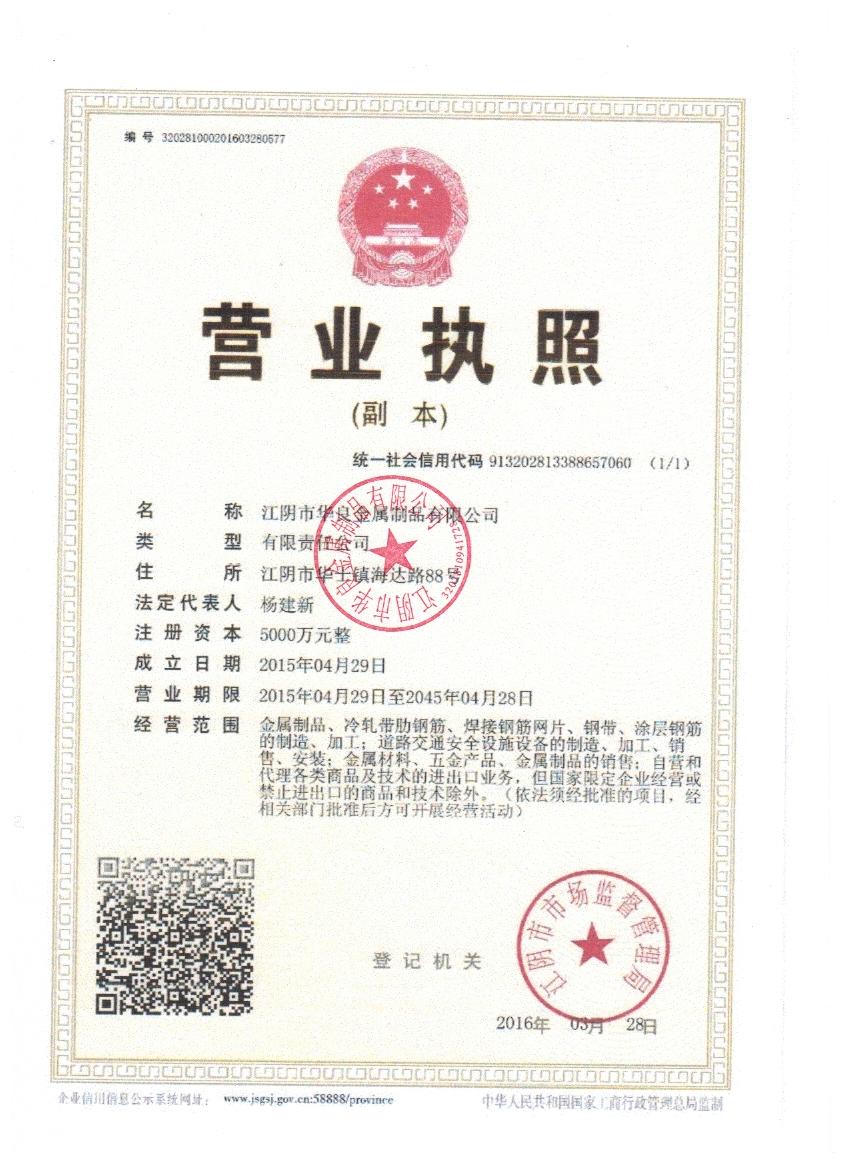 编 号 320281000201603280577
营业执照
(副 本)
统一社会信用代码 913202813388657060 (1/1)
名 称 江阴市华良金属制品有限公司
类 型 有限责任公司
住 所 江阴市华士镇海达路88号
法定代表人 杨建新
注册资本 5000万元整
成立日期 2015年04月29日
营业期限 2015年04月29日至2045年04月28日
经营范围 金属制品、冷轧带肋钢筋、焊接钢筋网片、钢带、涂层钢筋
的制造、加工；道路交通安全设施设备的制造、加工、销
售、安装；金属材料、五金产品、金属制品的销售；自营和
代理各类商品及技术的进出口业务，但国家限定企业经营或
禁止进出口的商品和技术除外。（依法须经批准的项目，经
相关部门批准后方可开展经营活动）
江阴市华良金属制品有限公司
登记机关
江阴市市场监督管理局
2016年 03月 28日
企业信用信息公示系统网址： www.jsgsj.gov.cn:58888/province
中华人民共和国国家工商行政管理总局监制